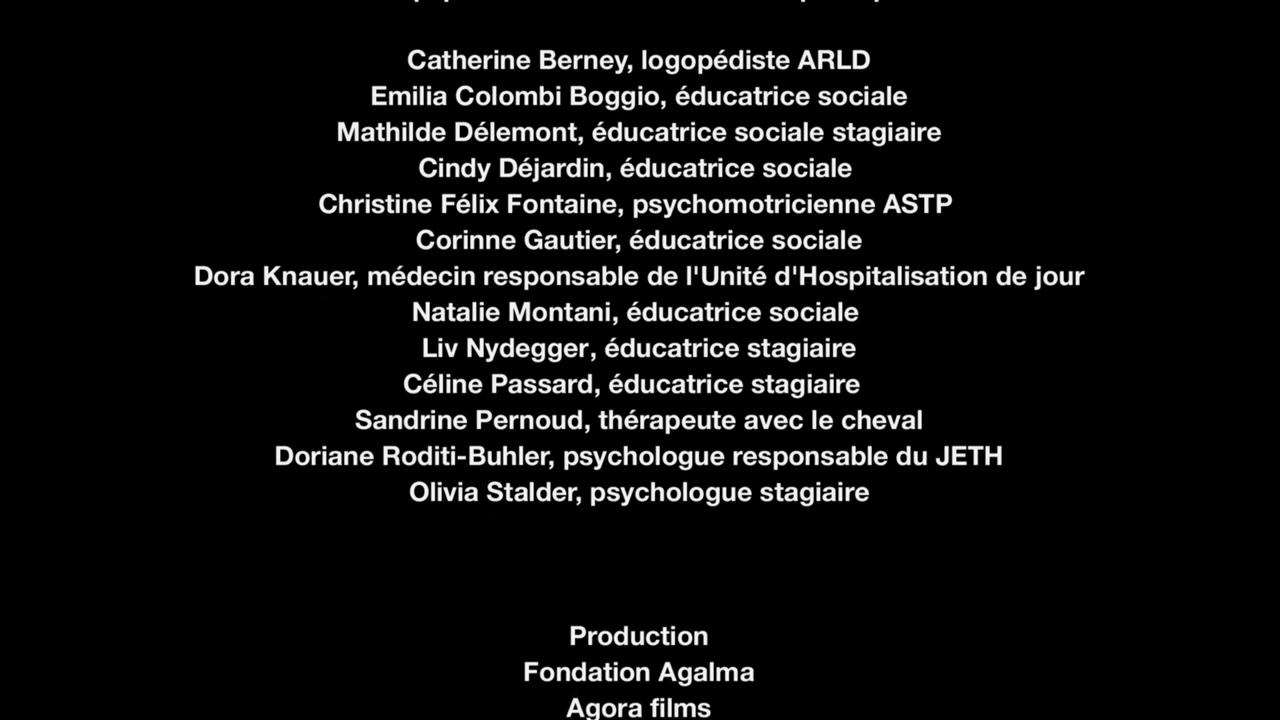 Catherine Berney, logopédiste ARLD
Emilia Colombi Boggio, éducatrice sociale
Mathilde Délemont, éducatrice sociale stagiaire
Cindy Déjardin, éducatrice sociale
Christine Félix Fontaine, psychomotricienne ASTP
Corinne Gautier, éducatrice sociale
Dora Knauer, médecin responsable de l'Unité d'Hospitalisation de jour
Natalie Montani, éducatrice sociale
Liv Nydegger, éducatrice stagiaire
Céline Passard, éducatrice stagiaire
Sandrine Pernoud, thérapeute avec le cheval
Doriane Roditi-Buhler, psychologue responsable du JETH
Olivia Stalder, psychologue stagiaire
Production
Fondation Agalma
Agora films